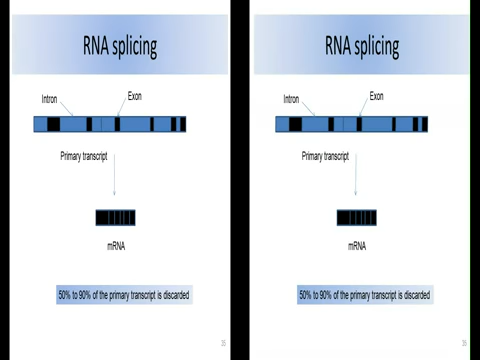 RNA splicing
Intron
Exon
Primary transcript
mRNA
50% to 90% of the primary transcript is discarded
RNA splicing
Intron
Exon
Primary transcript
mRNA
50% to 90% of the primary transcript is discarded